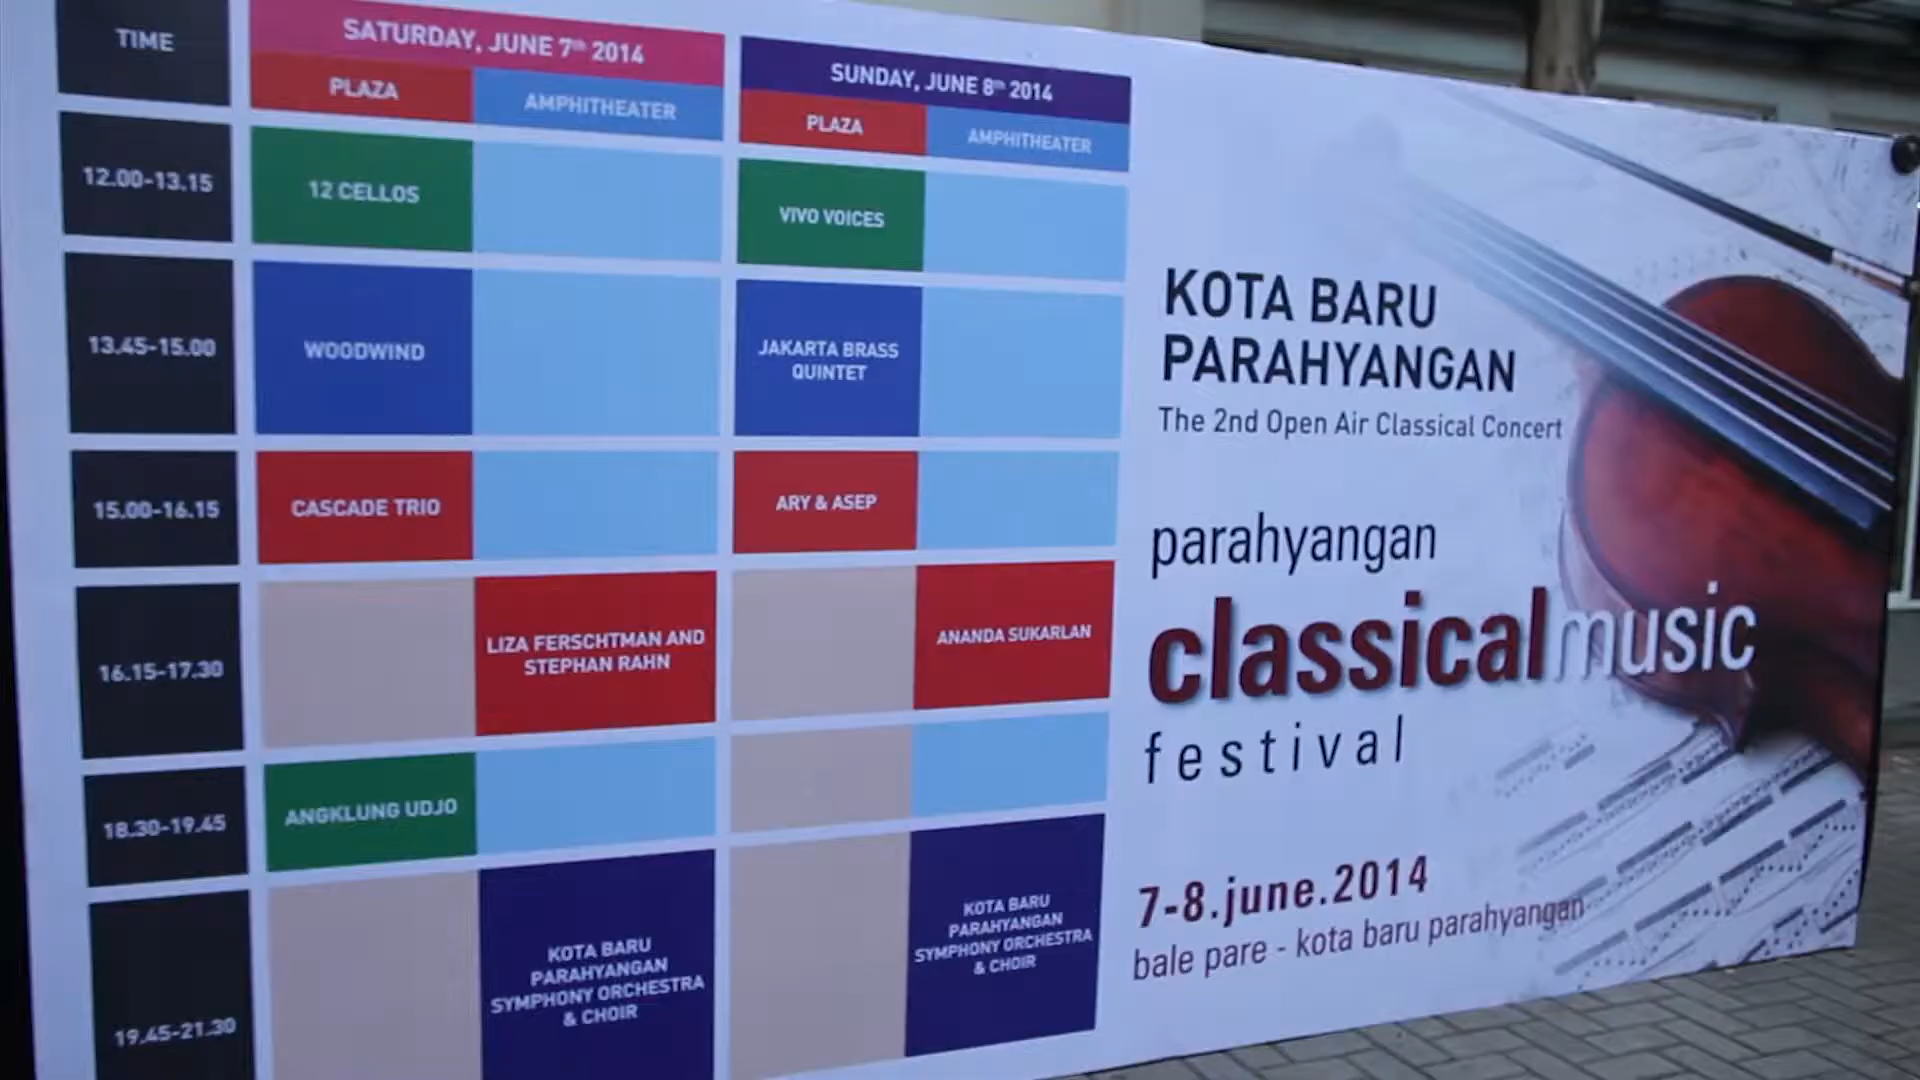 TIME
SATURDAY, JUNE 7th 2014
PLAZA
AMPHITHEATER
SUNDAY, JUNE 8th 2014
PLAZA
AMPHITHEATER
12.00-13.15
12 CELLOS
VIVO VOICES
13.45-15.00
WOODWIND
JAKARTA BRASS
QUINTET
15.00-16.15
CASCADE TRIO
ARY & ASEP
16.15-17.30
LIZA FERSCHTMAN AND
STEPHAN RAHN
ANANDA SUKARLAN
18.30-19.45
ANGKLUNG UDJO
19.45-21.30
KOTA BARU
PARAHYANGAN
SYMPHONY ORCHESTRA
& CHOIR
KOTA BARU
PARAHYANGAN
SYMPHONY ORCHESTRA
& CHOIR
KOTA BARU
PARAHYANGAN
The 2nd Open Air Classical Concert
parahyangan
classicalmusic
festival
7-8.june.2014
bale pare - kota baru parahyangan